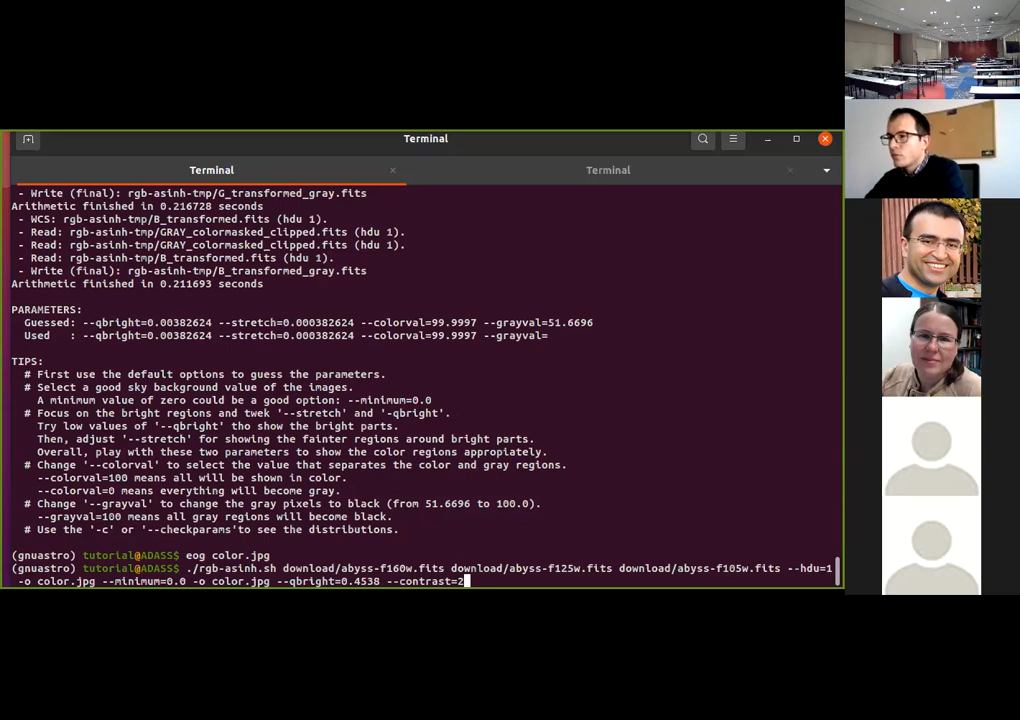 Terminal
Terminal
Terminal
- Write (final): rgb-asinh-tmp/G_transformed_gray.fits
Arithmetic finished in 0.216728 seconds
- WCS: rgb-asinh-tmp/B_transformed.fits (hdu 1).
- Read: rgb-asinh-tmp/GRAY_colormasked_clipped.fits (hdu 1).
- Read: rgb-asinh-tmp/GRAY_colormasked_clipped.fits (hdu 1).
- Read: rgb-asinh-tmp/B_transformed.fits (hdu 1).
- Write (final): rgb-asinh-tmp/B_transformed_gray.fits
Arithmetic finished in 0.211693 seconds
PARAMETERS:
Guessed: --qbright=0.00382624 --stretch=0.000382624 --colorval=99.9997 --grayval=51.6696
Used   : --qbright=0.00382624 --stretch=0.000382624 --colorval=99.9997 --grayval=
TIPS:
# First use the default options to guess the parameters.
# Select a good sky background value of the images.
A minimum value of zero could be a good option: --minimum=0.0
# Focus on the bright regions and twek '--stretch' and '-qbright'.
Try low values of '--qbright' tho show the bright parts.
Then, adjust '--stretch' for showing the fainter regions around bright parts.
Overall, play with these two parameters to show the color regions appropiately.
# Change '--colorval' to select the value that separates the color and gray regions.
--colorval=100 means all will be shown in color.
--colorval=0 means everything will become gray.
# Change '--grayval' to change the gray pixels to black (from 51.6696 to 100.0).
--grayval=100 means all gray regions will become black.
# Use the '-c' or '--checkparams'to see the distributions.
(gnuastro) tutorial@ADASS$ eog color.jpg
(gnuastro) tutorial@ADASS$ ./rgb-asinh.sh download/abyss-f160w.fits download/abyss-f125w.fits download/abyss-f105w.fits --hdu=1
-o color.jpg --minimum=0.0 -o color.jpg --qbright=0.4538 --contrast=2